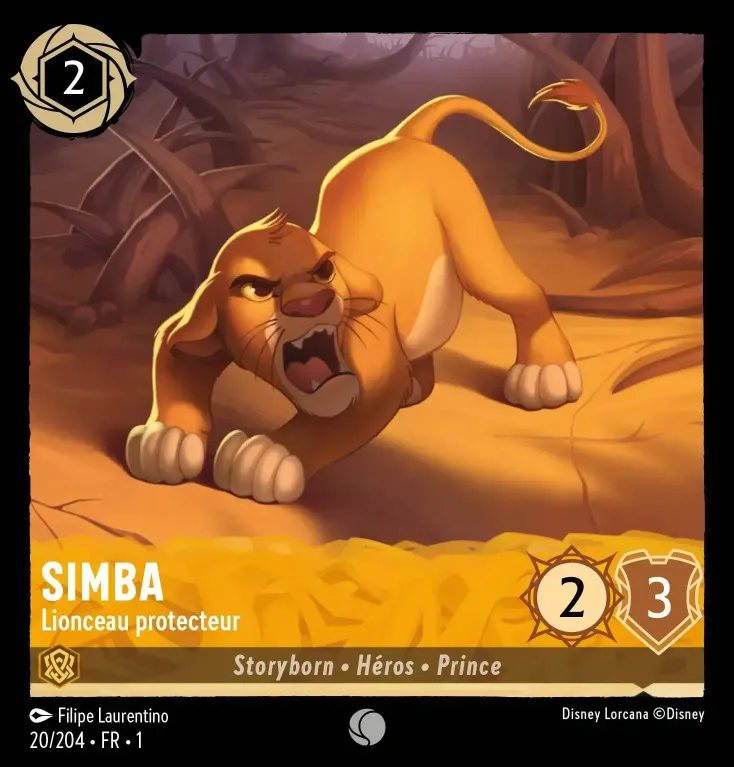 2
SIMBA
Lionceau protecteur
2 3
Storyborn • Héros • Prince
Filipe Laurentino
Disney Lorcana ©Disney
20/204 • FR • 1